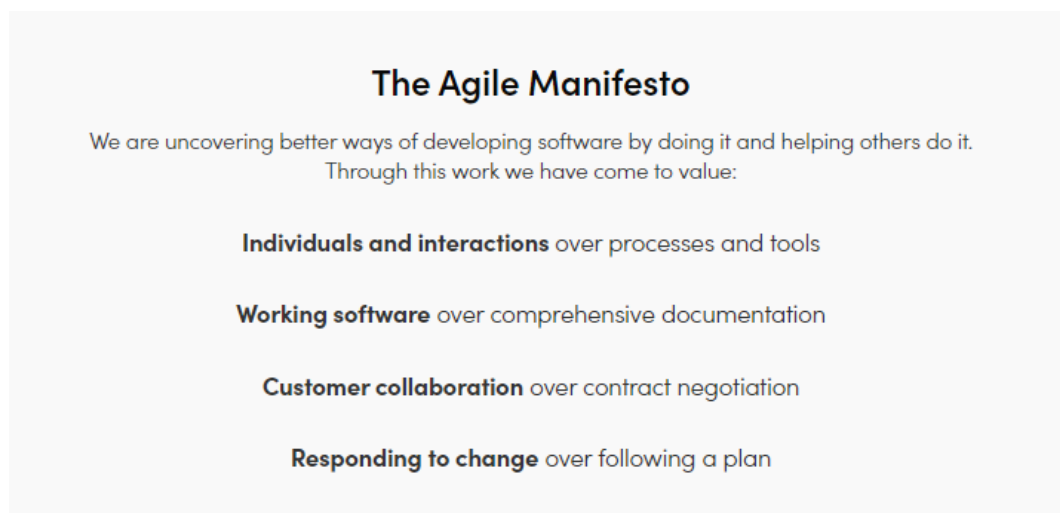 The Agile Manifesto
We are uncovering better ways of developing software by doing it and helping others do it.
Through this work we have come to value:
Individuals and interactions over processes and tools
Working software over comprehensive documentation
Customer collaboration over contract negotiation
Responding to change over following a plan